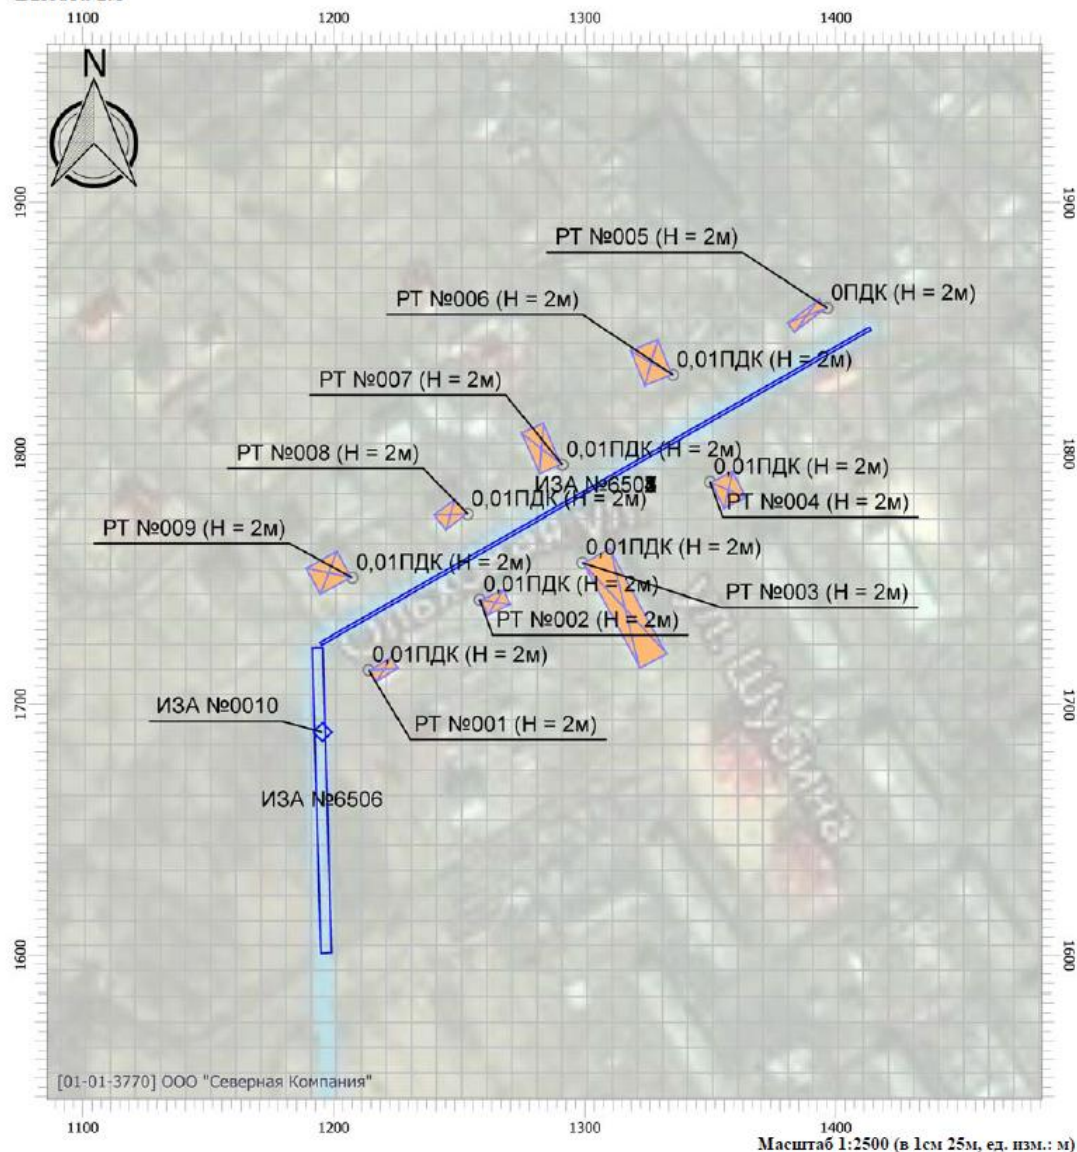 1100 1200 1300 1400
N
1900 1900
РТ №005 (H = 2м)
0ПДК (H = 2м)
РТ №006 (H = 2м)
0,01ПДК (H = 2м)
РТ №007 (H = 2м)
0,01ПДК (H = 2м)
1800 1800
РТ №008 (H = 2м)
0,01ПДК (H = 2м)
ИЗА №650
0,01ПДК (H = 2м)
РТ №004 (H = 2м)
РТ №009 (H = 2м)
0,01ПДК (H = 2м)
0,01ПДК (H = 2м)
0,01ПДК (H = 2м)
РТ №003 (H = 2м)
РТ №002 (H = 2м)
ул. Шубина
0,01ПДК (H = 2м)
1700 1700
ИЗА №0010
РТ №001 (H = 2м)
ИЗА №6506
1600 1600
[01-01-3770] ООО "Северная Компания"
1100 1200 1300 1400
Масштаб 1:2500 (в 1см 25м, ед. изм.: м)